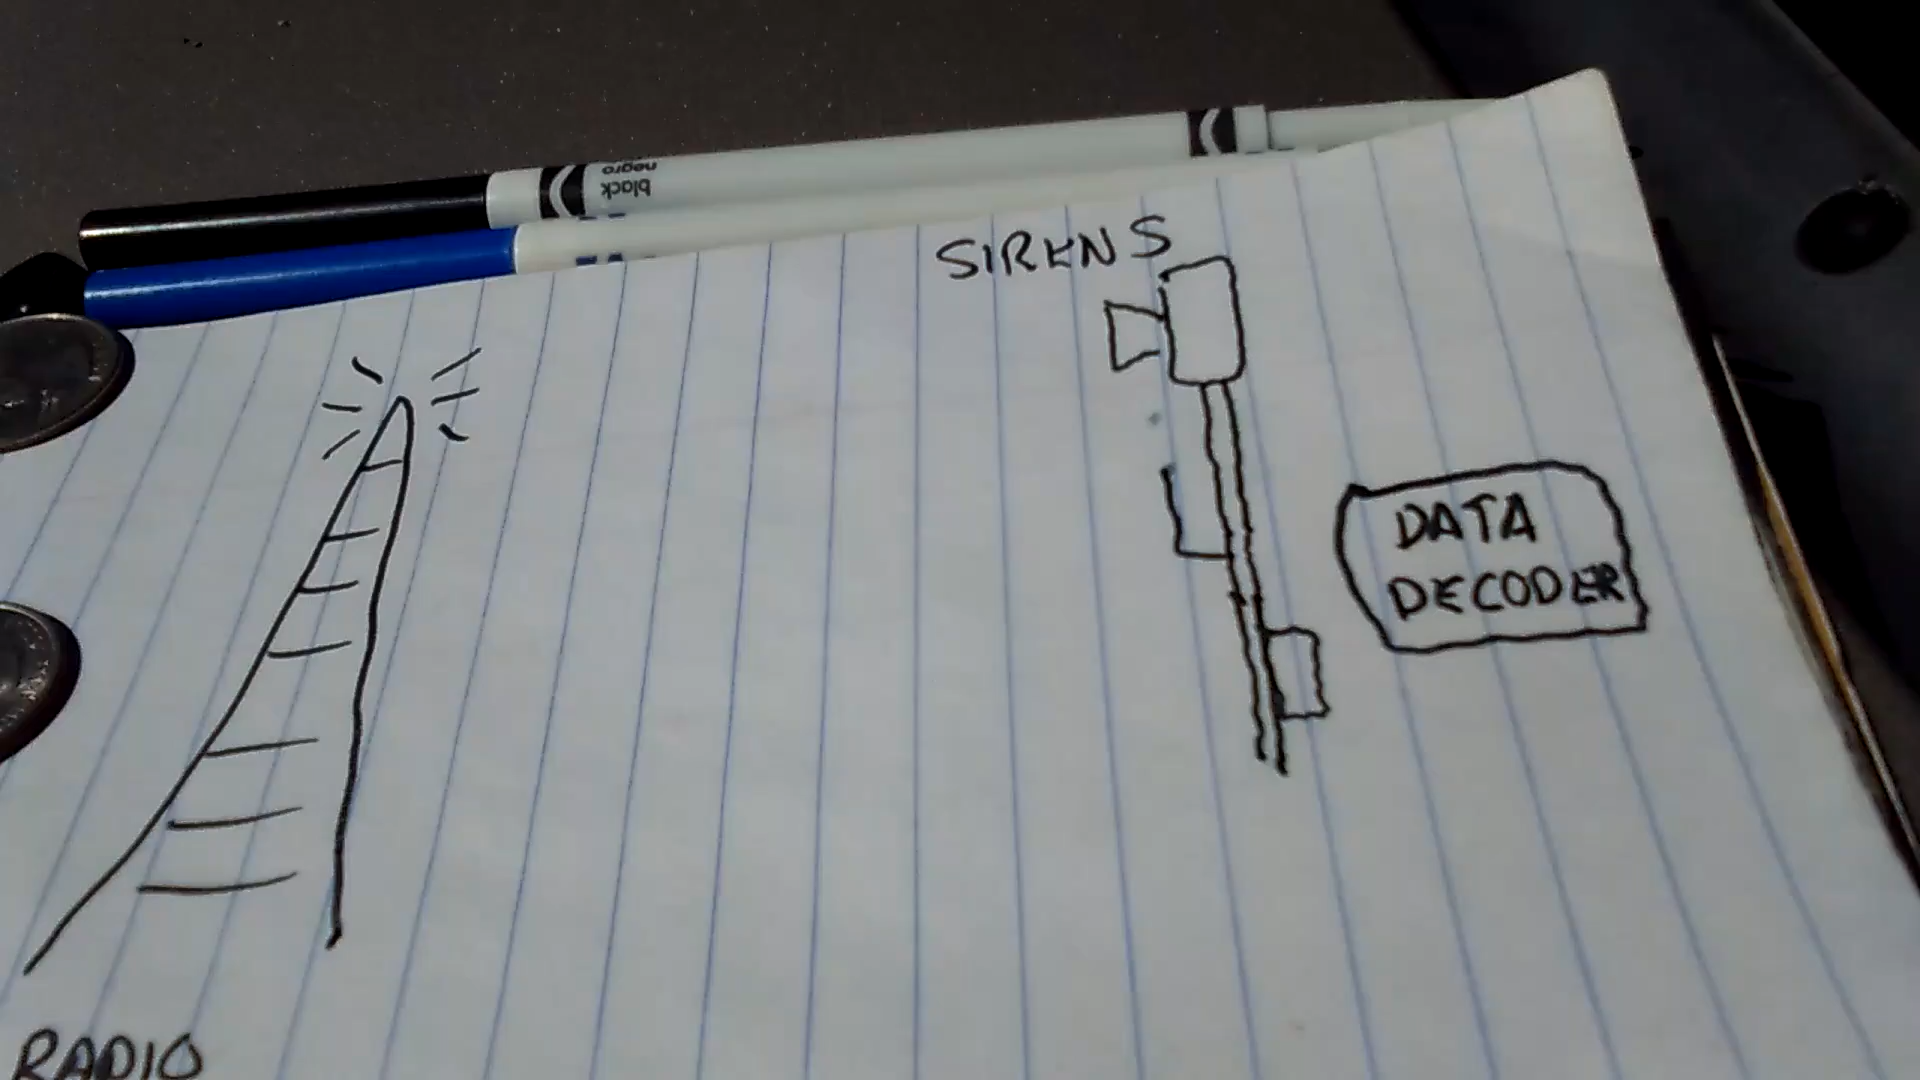 black
negro
SIRENS
DATA
DECODER
RADIO